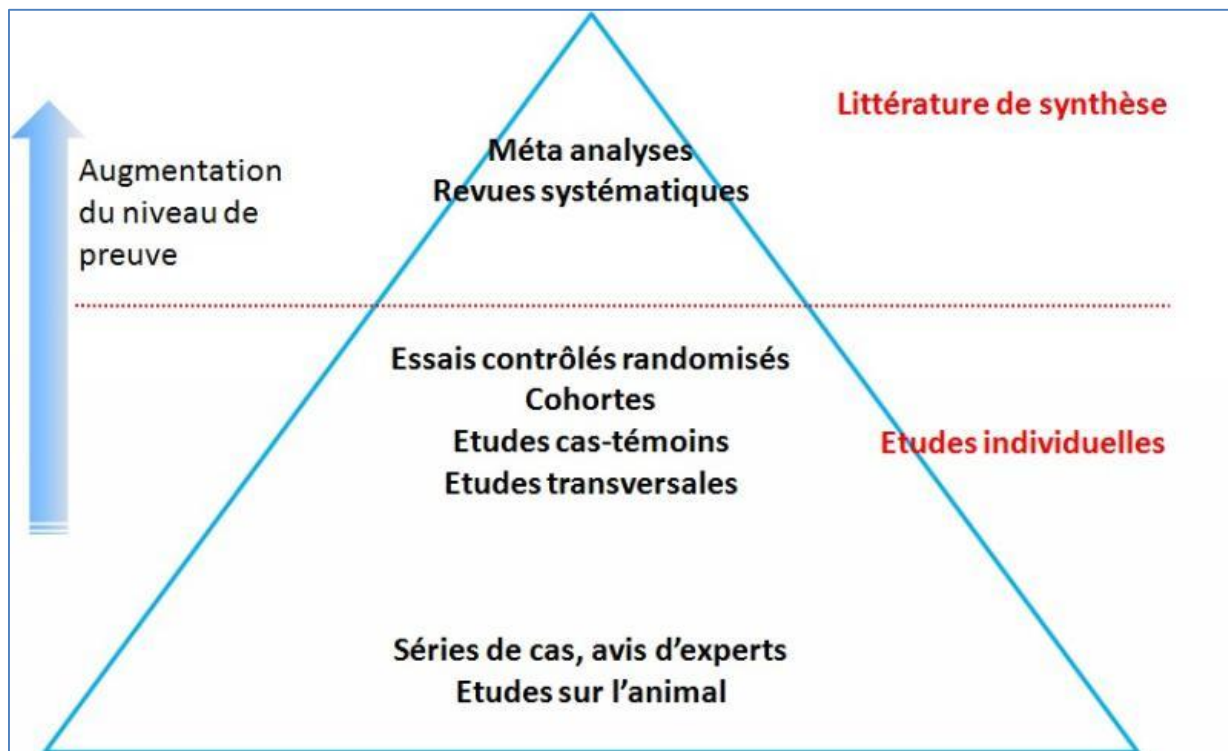 Littérature de synthèse
Méta analyses
Revues systématiques
Augmentation
du niveau de
preuve
Essais contrôlés randomisés
Cohortes
Etudes cas-témoins
Etudes transversales
Etudes individuelles
Séries de cas, avis d’experts
Etudes sur l’animal